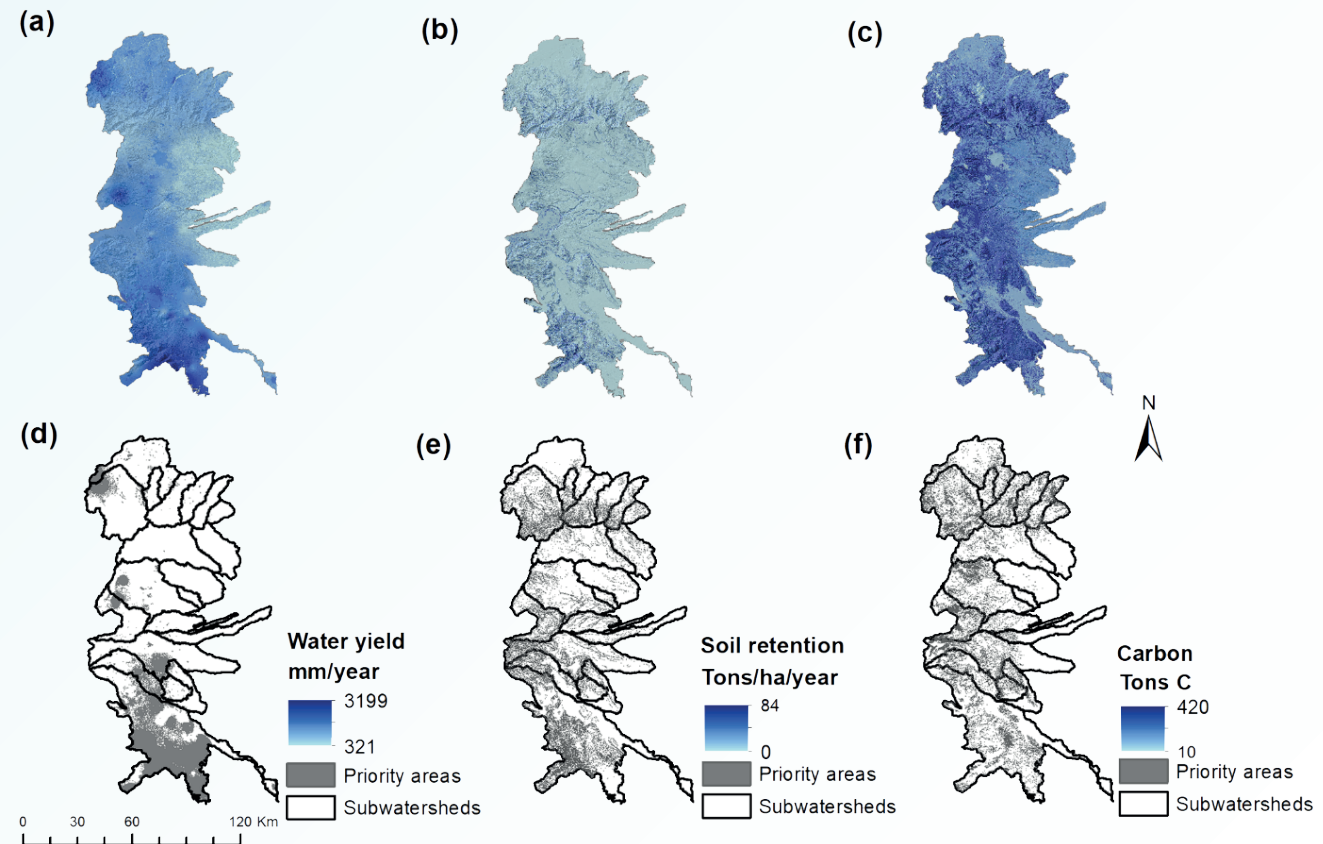 (a)
(b)
(c)
N
(d)
(e)
(f)
Water yield
mm/year
3199
321
Priority areas
Subwatersheds
Soil retention
Tons/ha/year
84
0
Priority areas
Subwatersheds
Carbon
Tons C
420
10
Priority areas
Subwatersheds
0 30 60 120 Km